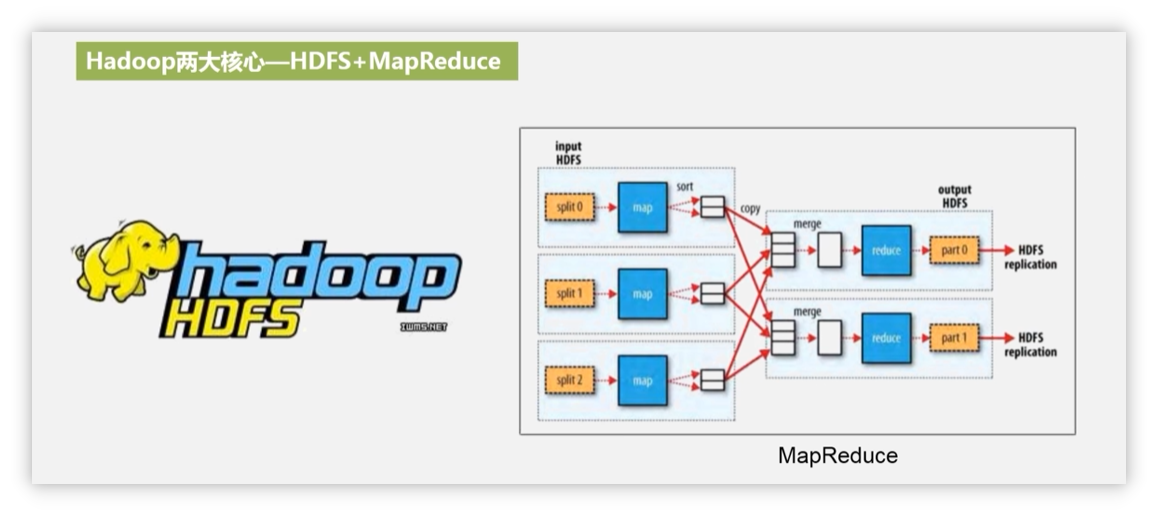 Hadoop两大核心—HDFS+MapReduce
hadoop
HDFS
IWMS.NET
input
HDFS
split 0
map
sort
copy
split 1
map
split 2
map
output
HDFS
merge
reduce
part 0
HDFS
replication
merge
reduce
part 1
HDFS
replication
MapReduce